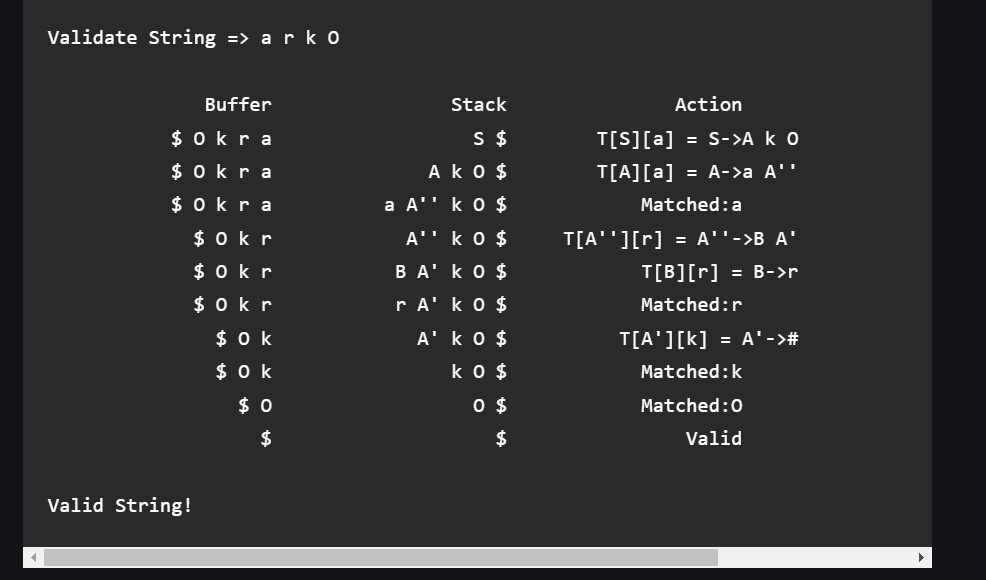 Validate String => a r k O
Buffer Stack Action
$ O k r a S $ T[S][a] = S->A k O
$ O k r a A k O $ T[A][a] = A->a A''
$ O k r a a A'' k O $ Matched:a
$ O k r A'' k O $ T[A''][r] = A''->B A'
$ O k r B A' k O $ T[B][r] = B->r
$ O k r r A' k O $ Matched:r
$ O k A' k O $ T[A'][k] = A'->#
$ O k k O $ Matched:k
$ O O $ Matched:O
$ $ Valid
Valid String!